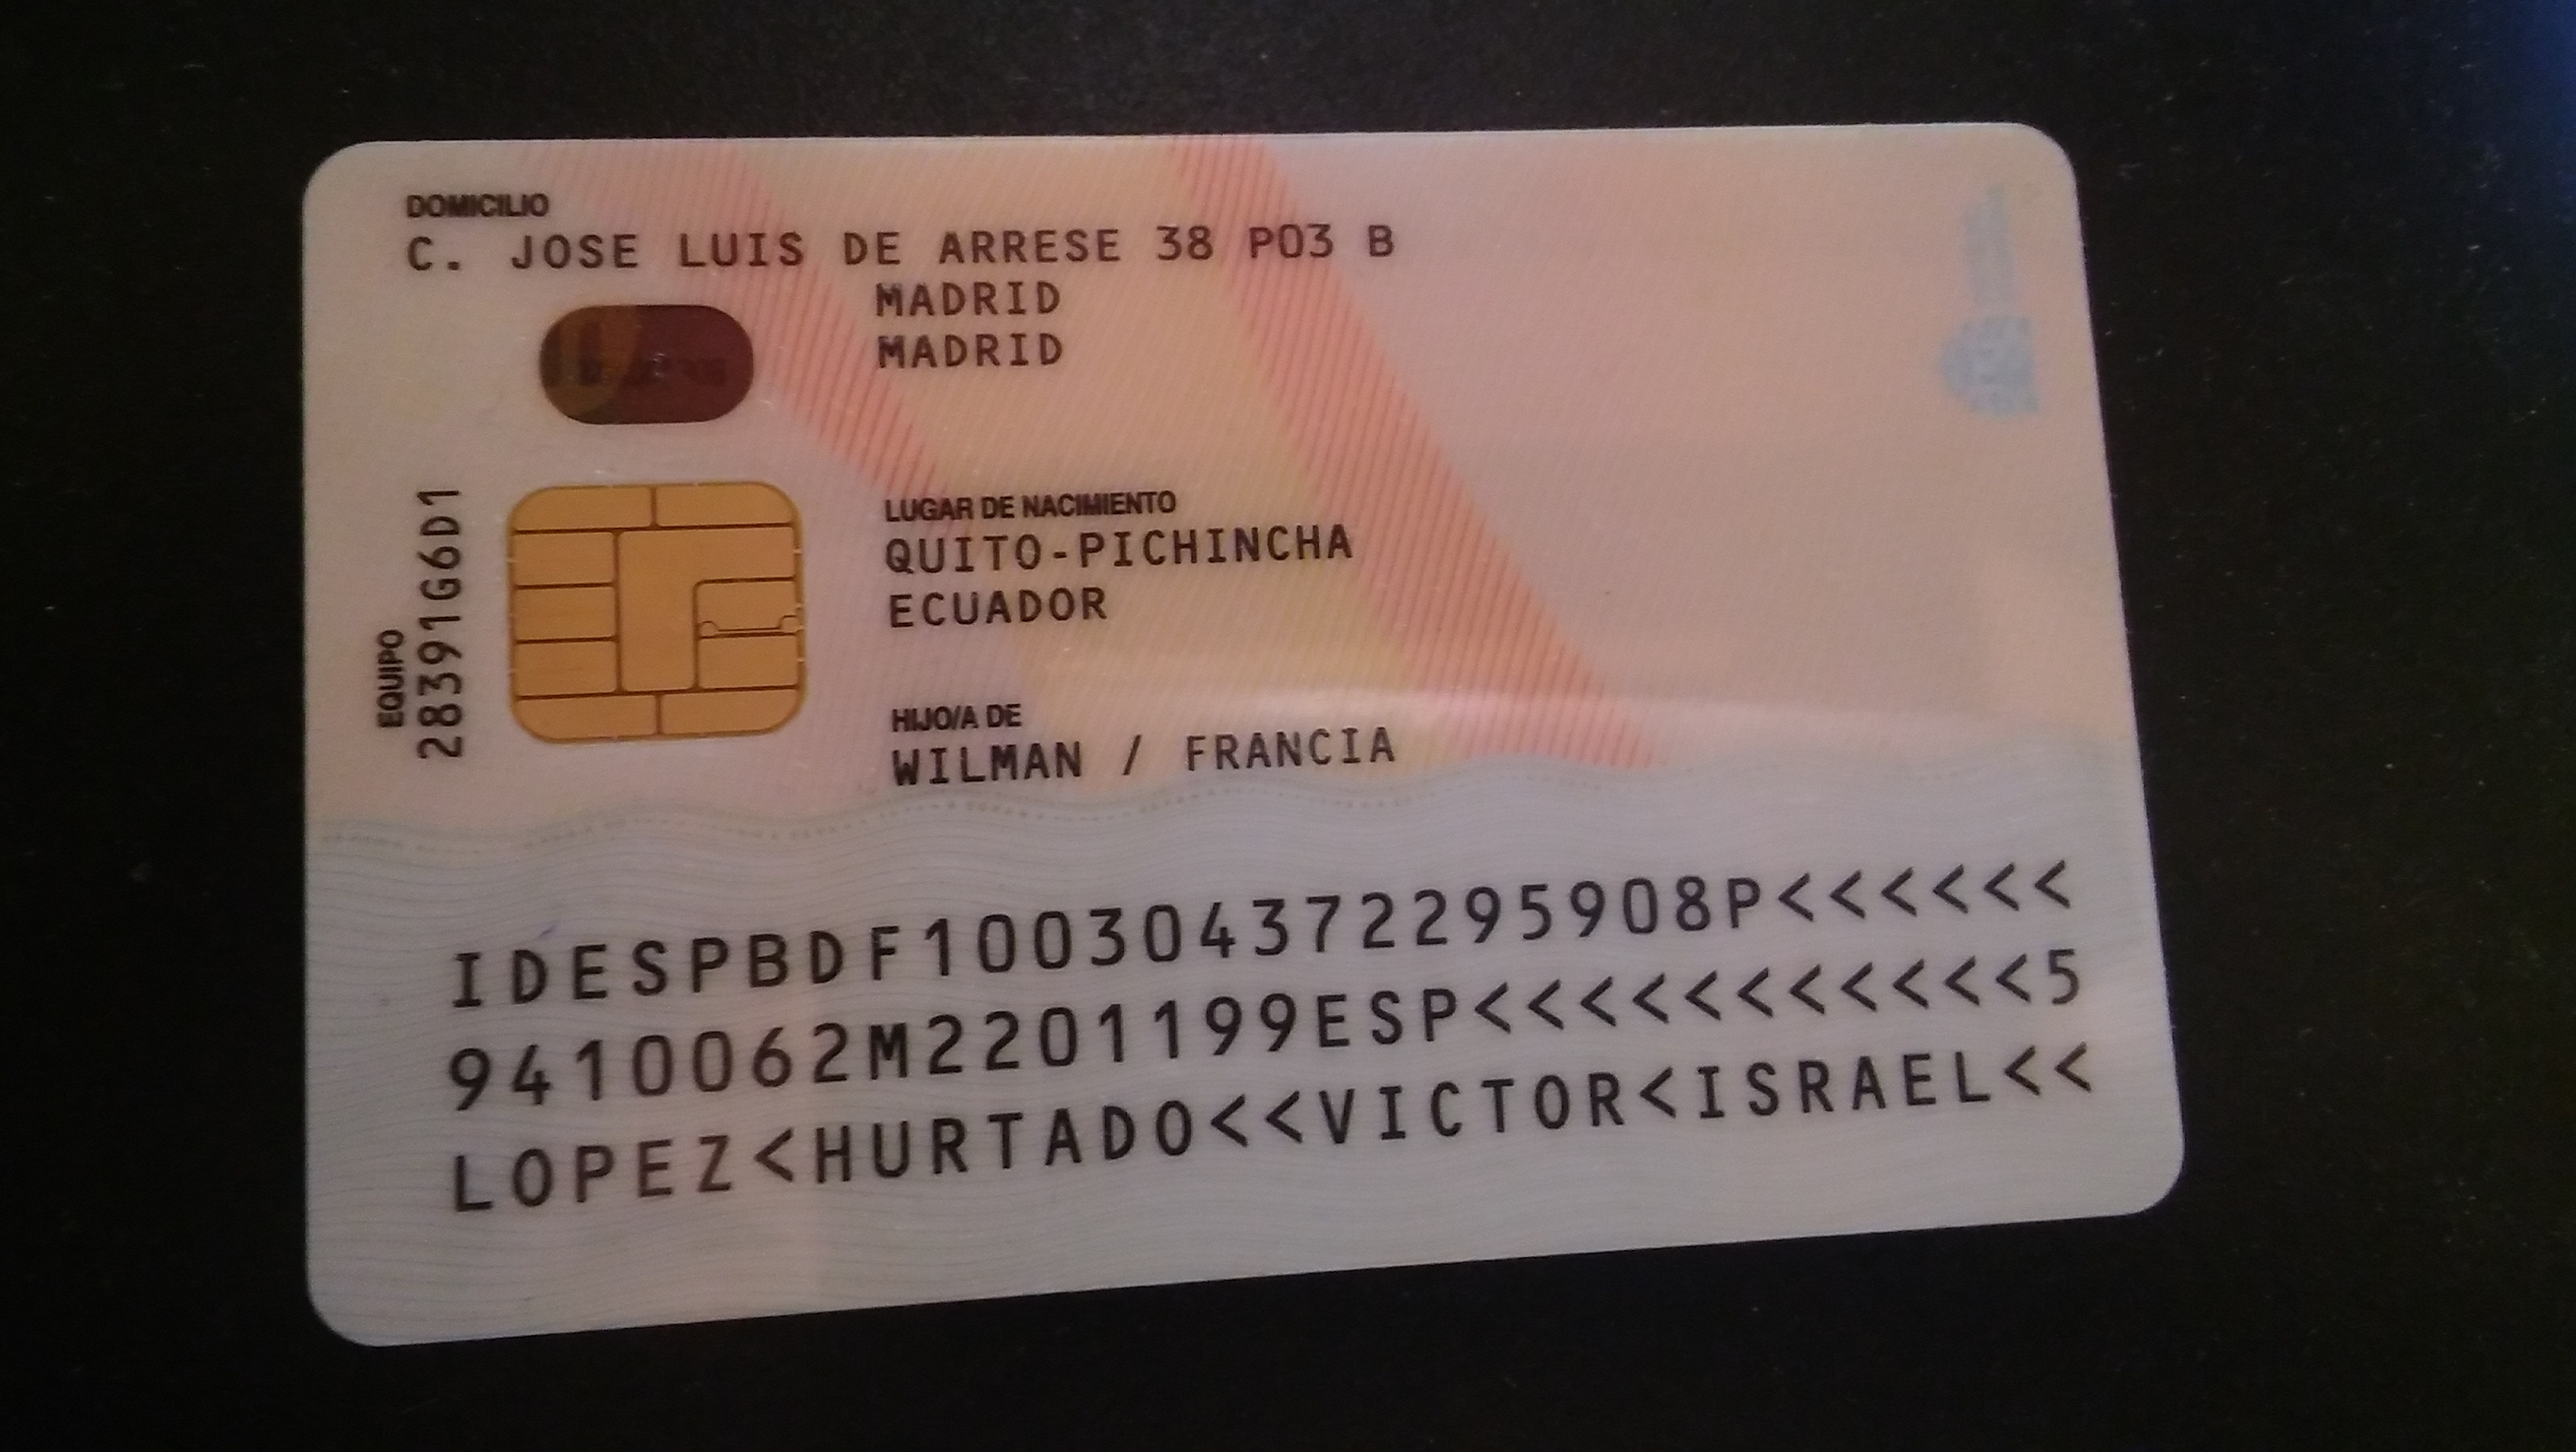 DOMICILIO
C. JOSE LUIS DE ARRESE 38 P03 B
MADRID
MADRID
EQUIPO
28391G6D1
LUGAR DE NACIMIENTO
QUITO-PICHINCHA
ECUADOR
HIJO/A DE
WILMAN / FRANCIA
IDESPBDF100304372295908P<<<<<<
9410062M2201199ESP<<<<<<<<<<<5
LOPEZ<HURTADO<<VICTOR<ISRAEL<<